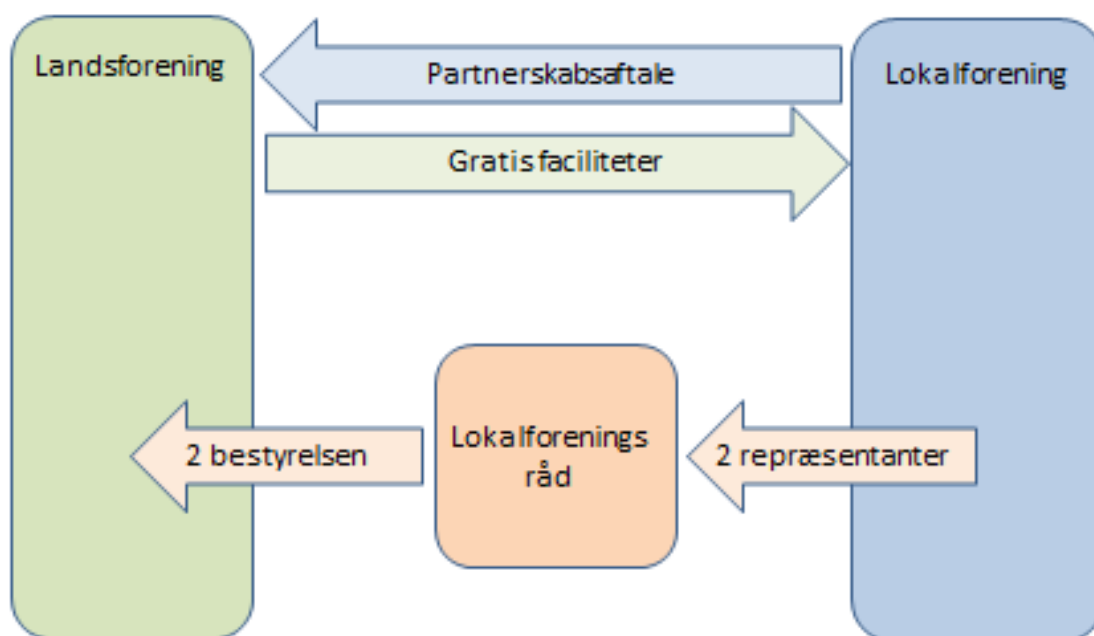 Landsforening
Partnerskabsaftale
Lokalforening
Gratis faciliteter
2 bestyrelsen
Lokalforenings
råd
2 repræsentanter